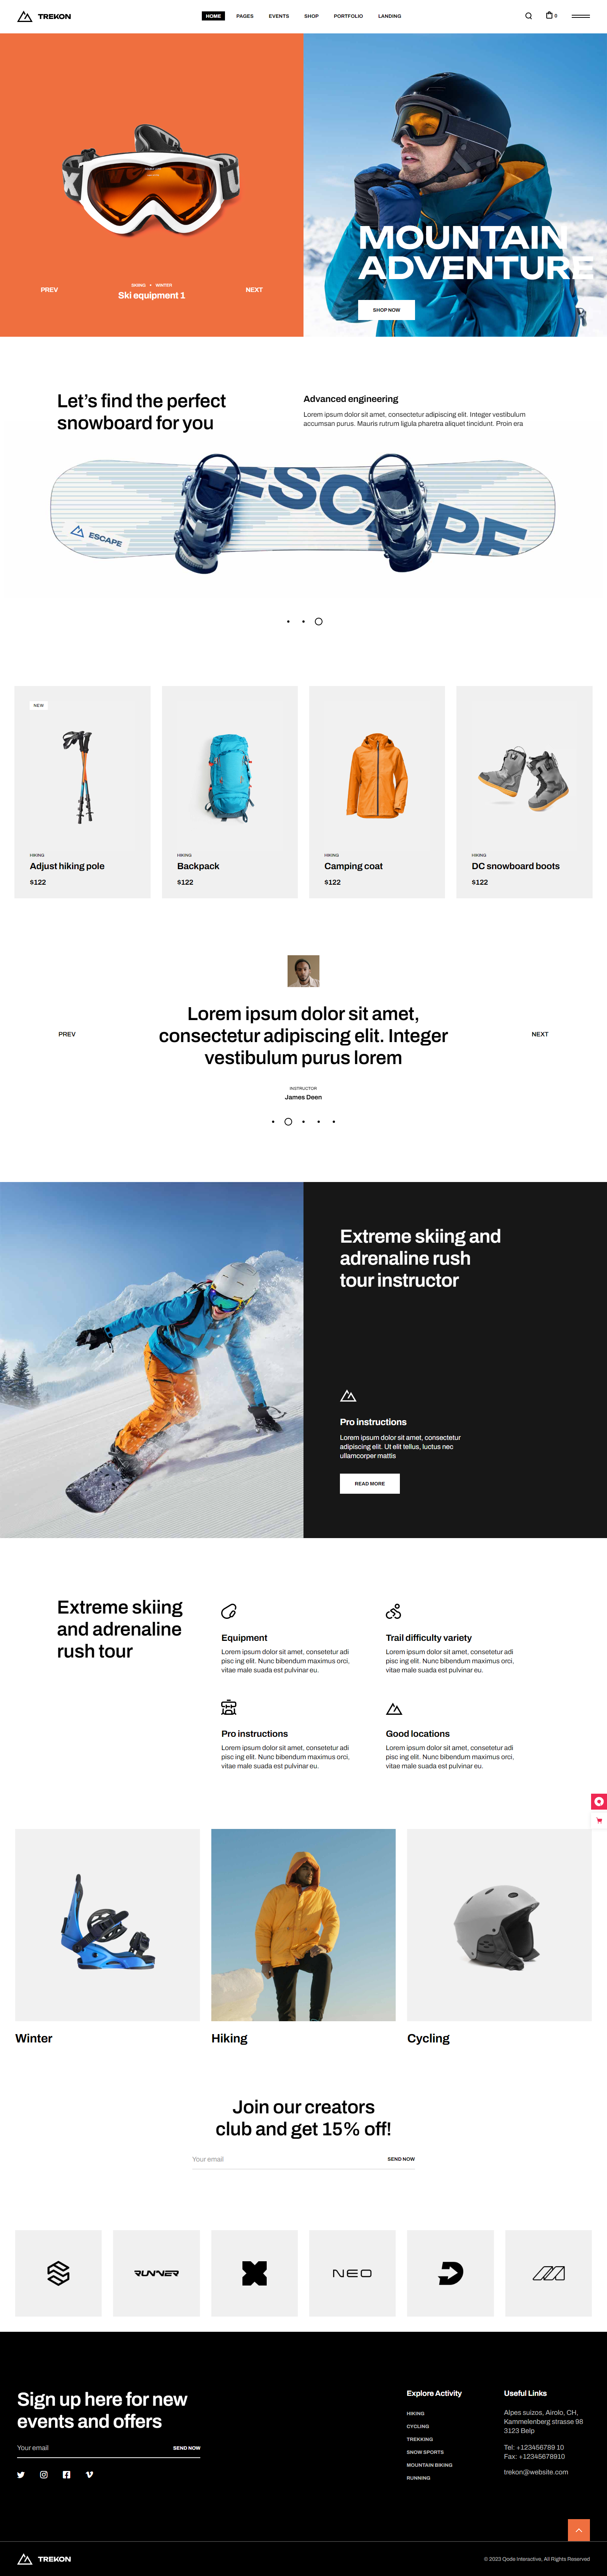 TREKON
HOME PAGES EVENTS SHOP PORTFOLIO LANDING
0
MOUNTAIN
ADVENTURE
SHOP NOW
PREV
SKIING • WINTER
Ski equipment 1
NEXT
Let's find the perfect
snowboard for you
Advanced engineering
Lorem ipsum dolor sit amet, consectetur adipiscing elit. Integer vestibulum
accumsan purus. Mauris rutrum ligula pharetra aliquet tincidunt. Proin era
ESCAPE
ESCAPE
NEW
HIKING
Adjust hiking pole
$122
HIKING
Backpack
$122
HIKING
Camping coat
$122
HIKING
DC snowboard boots
$122
Lorem ipsum dolor sit amet,
consectetur adipiscing elit. Integer
vestibulum purus lorem
PREV
NEXT
INSTRUCTOR
James Deen
Extreme skiing and
adrenaline rush
tour instructor
Pro instructions
Lorem ipsum dolor sit amet, consectetur
adipiscing elit. Ut elit tellus, luctus nec
ullamcorper mattis
READ MORE
Extreme skiing
and adrenaline
rush tour
Equipment
Lorem ipsum dolor sit amet, consetetur adi
pisc ing elit. Nunc bibendum maximus orci,
vitae male suada est pulvinar eu.
Trail difficulty variety
Lorem ipsum dolor sit amet, consetetur adi
pisc ing elit. Nunc bibendum maximus orci,
vitae male suada est pulvinar eu.
Pro instructions
Lorem ipsum dolor sit amet, consetetur adi
pisc ing elit. Nunc bibendum maximus orci,
vitae male suada est pulvinar eu.
Good locations
Lorem ipsum dolor sit amet, consetetur adi
pisc ing elit. Nunc bibendum maximus orci,
vitae male suada est pulvinar eu.
Winter
Hiking
Cycling
Join our creators
club and get 15% off!
Your email
SEND NOW
RUNNER
NEO
Sign up here for new
events and offers
Your email
SEND NOW
Explore Activity
HIKING
CYCLING
TREKKING
SNOW SPORTS
MOUNTAIN BIKING
RUNNING
Useful Links
Alpes suizos, Airolo, CH,
Kammelenberg strasse 98
3123 Belp
Tel: +123456789 10
Fax: +12345678910
trekon@website.com
TREKON
© 2023 Qode Interactive, All Rights Reserved